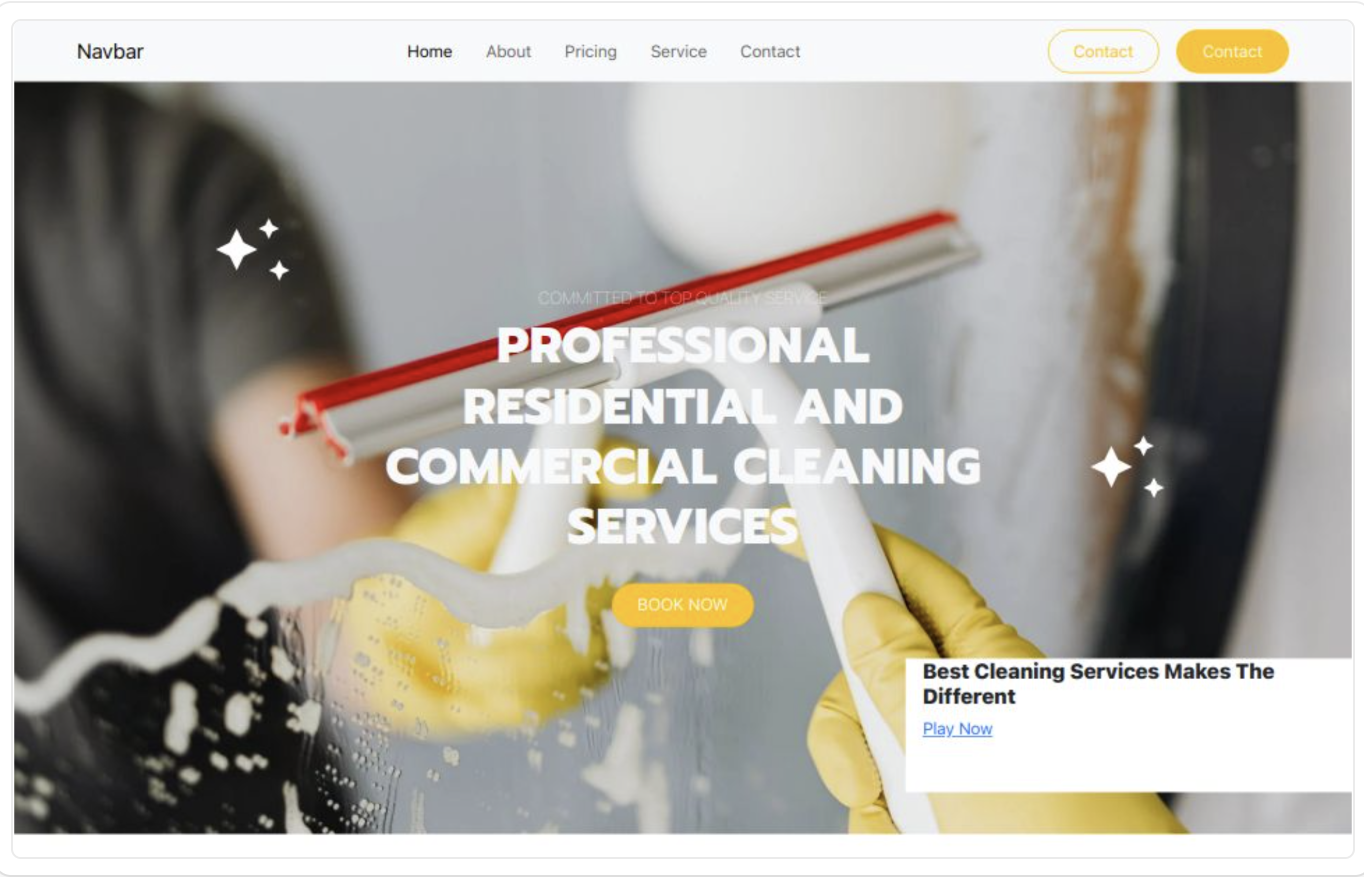 Navbar
Home About Pricing Service Contact
Contact Contact
COMMITTED TO TOP QUALITY SERVICE
PROFESSIONAL
RESIDENTIAL AND
COMMERCIAL CLEANING
SERVICES
BOOK NOW
Best Cleaning Services Makes The
Different
Play Now